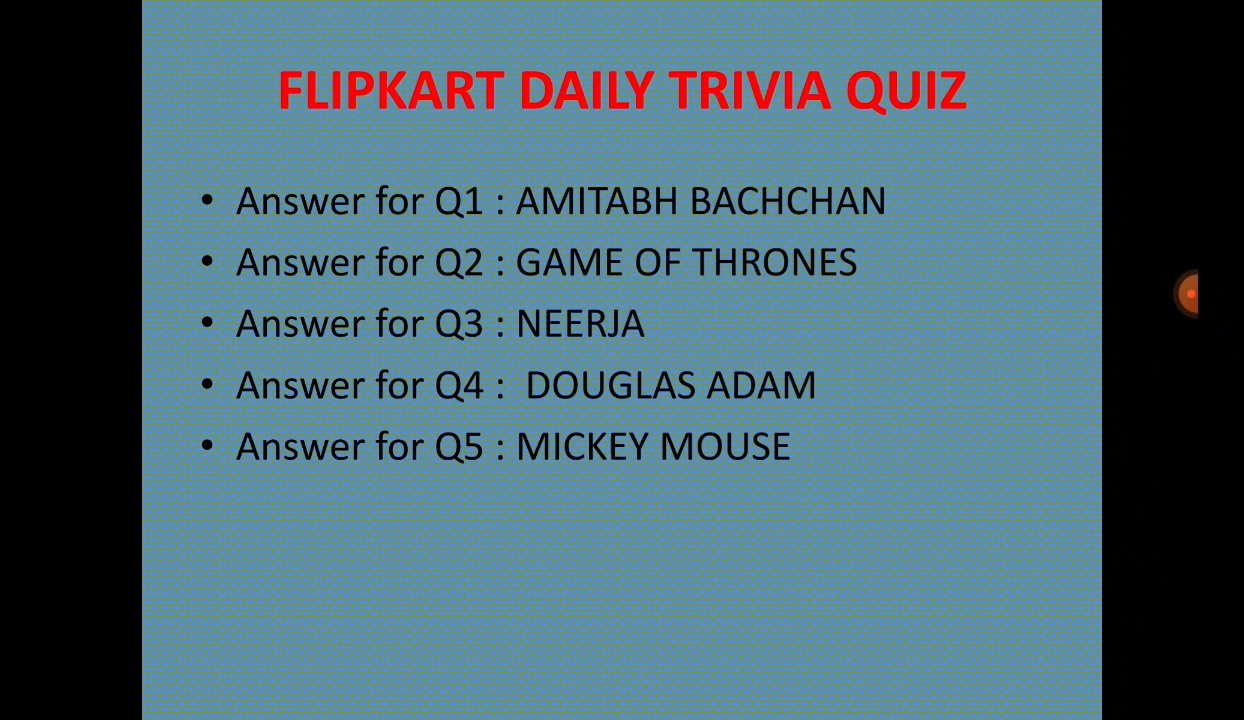 FLIPKART DAILY TRIVIA QUIZ
• Answer for Q1 : AMITABH BACHCHAN
• Answer for Q2 : GAME OF THRONES
• Answer for Q3 : NEERJA
• Answer for Q4 :  DOUGLAS ADAM
• Answer for Q5 : MICKEY MOUSE